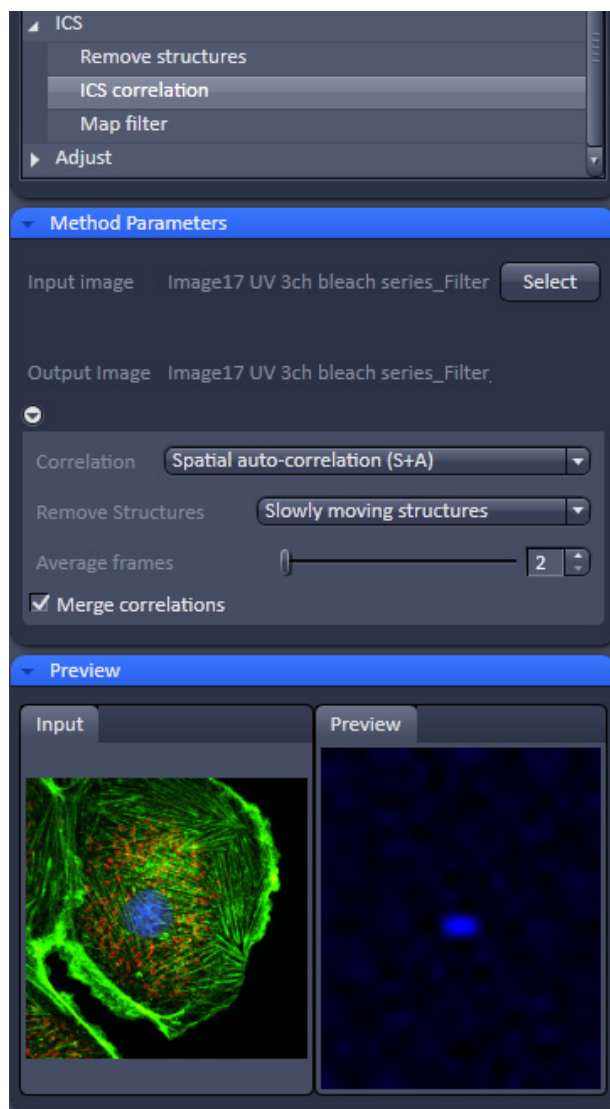 ICS
Remove structures
ICS correlation
Map filter
Adjust
Method Parameters
Input image Image17 UV 3ch bleach series_Filter Select
Output Image Image17 UV 3ch bleach series_Filter_
Correlation Spatial auto-correlation (S+A)
Remove Structures Slowly moving structures
Average frames 2
Merge correlations
Preview
Input Preview